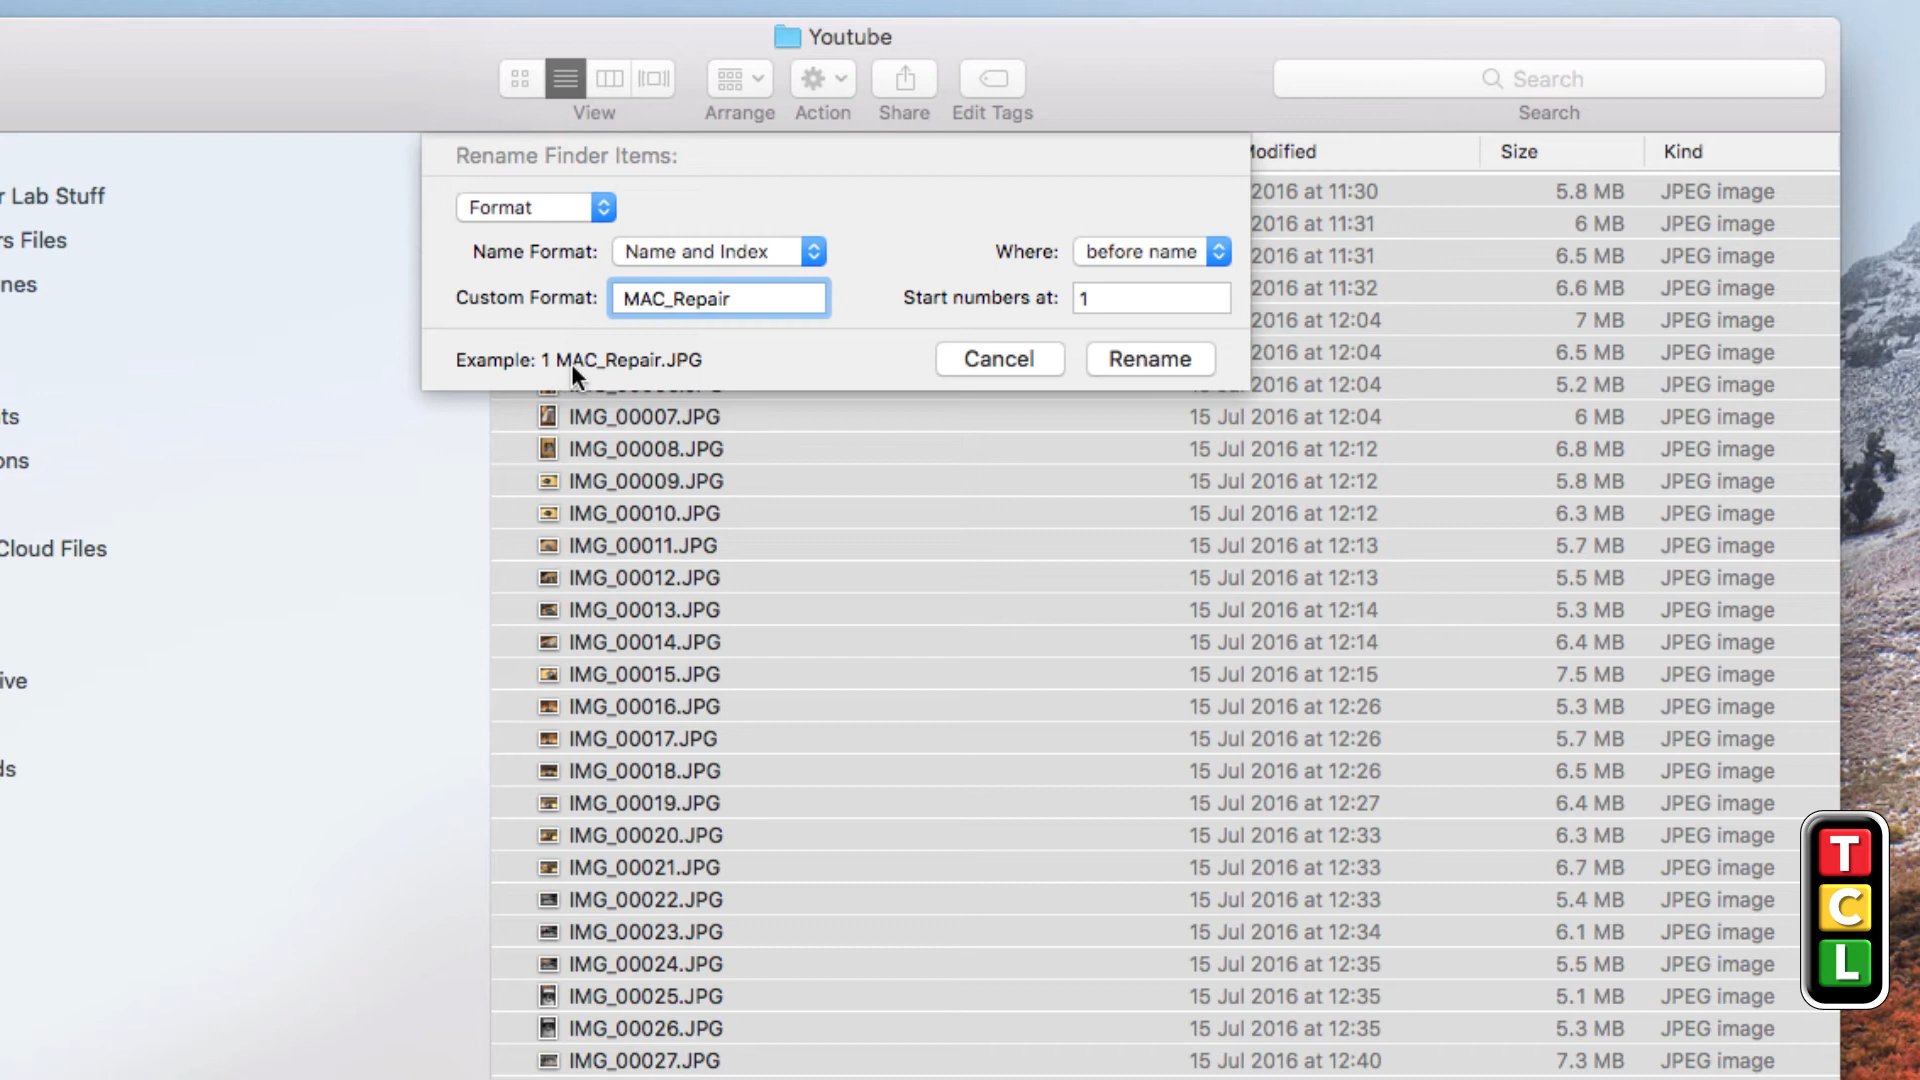 Youtube
Search
View Arrange Action Share Edit Tags Search
Rename Finder Items:
Modified Size Kind
r Lab Stuff
rs Files
nes
ts
ons
Cloud Files
ive
ds
Format
Name Format: Name and Index Where: before name
Custom Format: MAC_Repair Start numbers at: 1
Example: 1 MAC_Repair.JPG Cancel Rename
2016 at 11:30 5.8 MB JPEG image
2016 at 11:31 6 MB JPEG image
2016 at 11:31 6.5 MB JPEG image
2016 at 11:32 6.6 MB JPEG image
2016 at 12:04 7 MB JPEG image
2016 at 12:04 6.5 MB JPEG image
2016 at 12:04 5.2 MB JPEG image
IMG_00007.JPG 15 Jul 2016 at 12:04 6 MB JPEG image
IMG_00008.JPG 15 Jul 2016 at 12:12 6.8 MB JPEG image
IMG_00009.JPG 15 Jul 2016 at 12:12 5.8 MB JPEG image
IMG_00010.JPG 15 Jul 2016 at 12:12 6.3 MB JPEG image
IMG_00011.JPG 15 Jul 2016 at 12:13 5.7 MB JPEG image
IMG_00012.JPG 15 Jul 2016 at 12:13 5.5 MB JPEG image
IMG_00013.JPG 15 Jul 2016 at 12:14 5.3 MB JPEG image
IMG_00014.JPG 15 Jul 2016 at 12:14 6.4 MB JPEG image
IMG_00015.JPG 15 Jul 2016 at 12:15 7.5 MB JPEG image
IMG_00016.JPG 15 Jul 2016 at 12:26 5.3 MB JPEG image
IMG_00017.JPG 15 Jul 2016 at 12:26 5.7 MB JPEG image
IMG_00018.JPG 15 Jul 2016 at 12:26 6.5 MB JPEG image
IMG_00019.JPG 15 Jul 2016 at 12:27 6.4 MB JPEG image
IMG_00020.JPG 15 Jul 2016 at 12:33 6.3 MB JPEG image
IMG_00021.JPG 15 Jul 2016 at 12:33 6.7 MB JPEG image
IMG_00022.JPG 15 Jul 2016 at 12:33 5.4 MB JPEG image
IMG_00023.JPG 15 Jul 2016 at 12:34 6.1 MB JPEG image
IMG_00024.JPG 15 Jul 2016 at 12:35 5.5 MB JPEG image
IMG_00025.JPG 15 Jul 2016 at 12:35 5.1 MB JPEG image
IMG_00026.JPG 15 Jul 2016 at 12:35 5.3 MB JPEG image
IMG_00027.JPG 15 Jul 2016 at 12:40 7.3 MB JPEG image
T
C
L